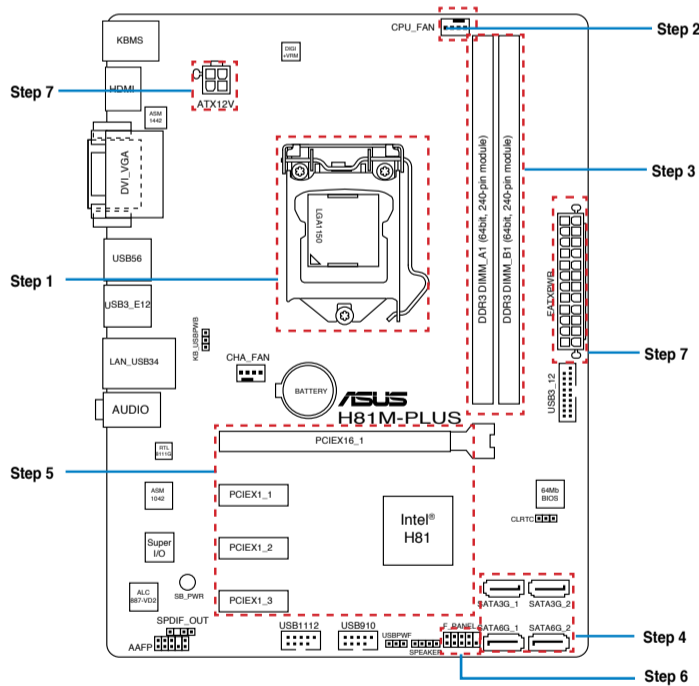 KBMS
CPU_FAN
Step 2
DIGI
+VRM
Step 7
HDMI
ATX12V
ASM
1442
DVI_VGA
LGA1150
DDR3 DIMM_A1 (64bit, 240-pin module)
DDR3 DIMM_B1 (64bit, 240-pin module)
Step 3
USB56
Step 1
USB3_E12
EATXPWR
KB_USBPWB
Step 7
LAN_USB34
CHA_FAN
BATTERY
USB3_12
ASUS
H81M-PLUS
AUDIO
PCIEX16_1
RTL
8111G
Step 5
ASM
1042
PCIEX1_1
64Mb
BIOS
Intel®
H81
CLRTC
Super
I/O
PCIEX1_2
SB_PWR
ALC
887-VD2
PCIEX1_3
SATA3G_1
SATA3G_2
SPDIF_OUT
USB1112
USB910
F_PANEL
SATA6G_1
SATA6G_2
USBPWF
AAFP
SPEAKER
Step 4
Step 6